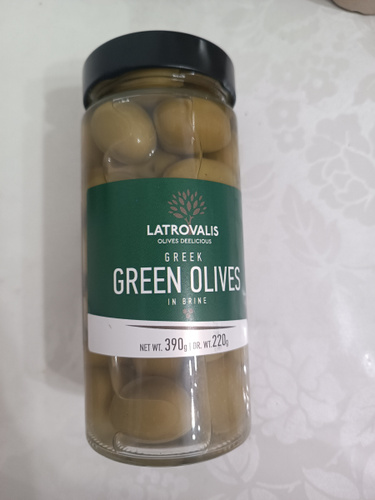 LATROVALIS
OLIVES DEELICIOUS
GREEK
GREEN OLIVES
IN BRINE
NET WT. 390g | DR. WT. 220g